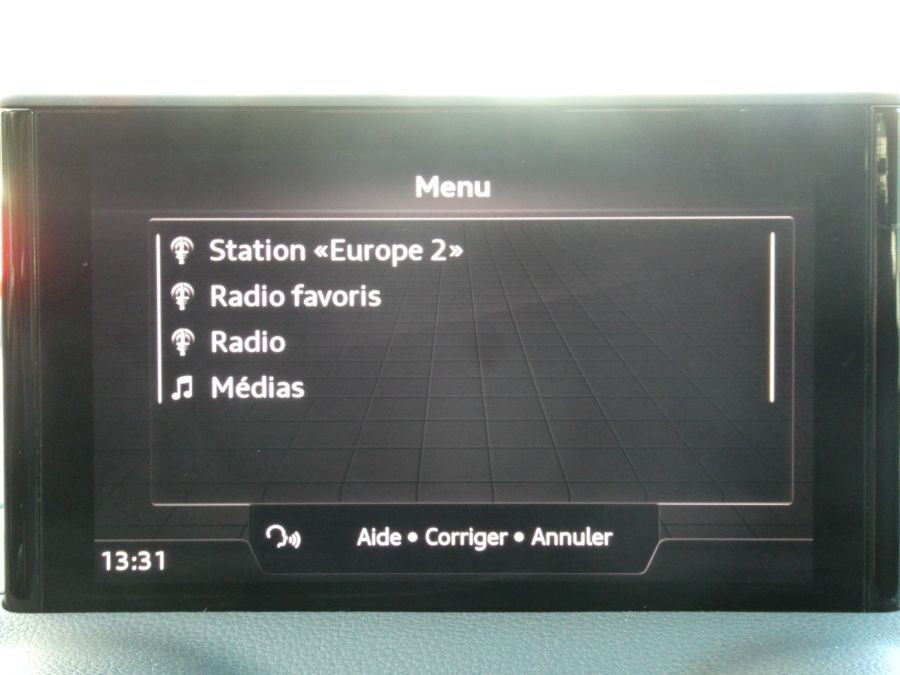 Menu
Station «Europe 2»
Radio favoris
Radio
Médias
Aide • Corriger • Annuler
13:31